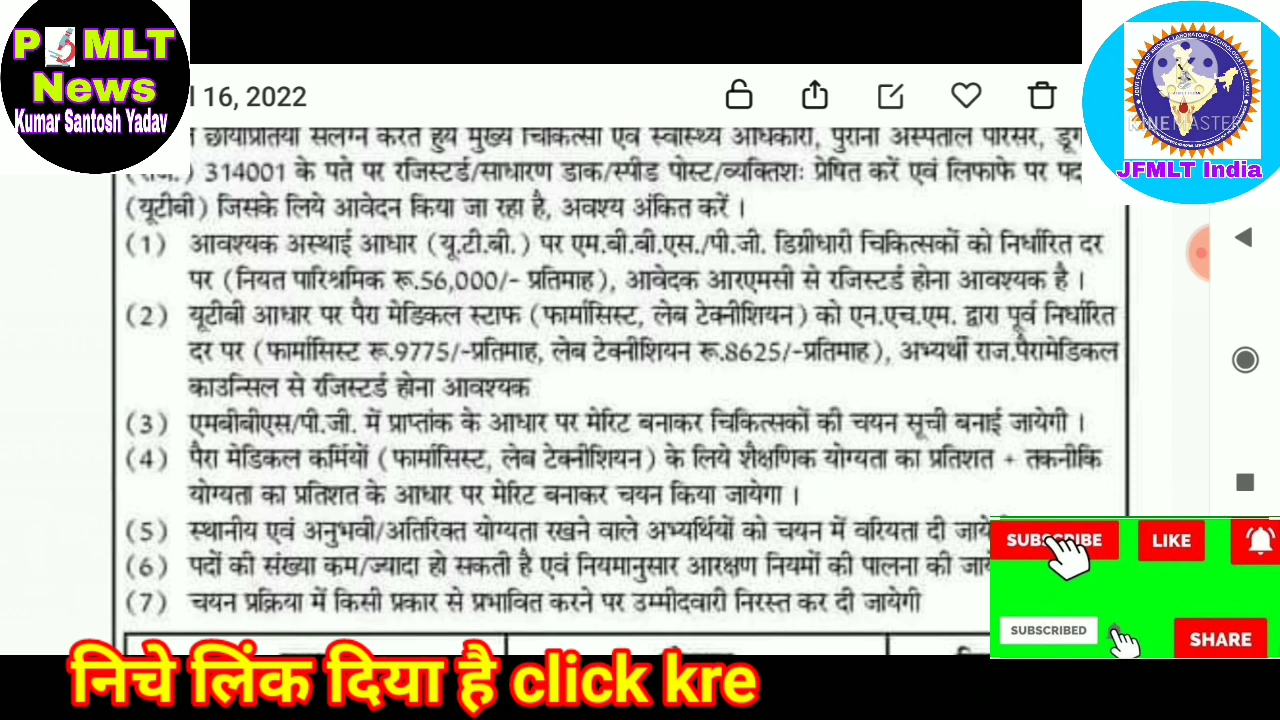 P MLT
News
Kumar Santosh Yadav
l 16, 2022
KINEMASTER
JFMLT India
छायाप्रतियां संलग्न करते हुये मुख्य चिकित्सा एवं स्वास्थ्य अधिकारी, पुराना अस्पताल परिसर,
(राज.) 314001 के पते पर रजिस्टर्ड/साधारण डाक/स्पीड पोस्ट/व्यक्तिशः प्रेषित करें एवं लिफाफे पर पद
(यूटीबी) जिसके लिये आवेदन किया जा रहा है, अवश्य अंकित करें ।
(1) आवश्यक अस्थाई आधार (यू.टी.बी.) पर एम.बी.बी.एस./पी.जी. डिग्रीधारी चिकित्सकों को निर्धारित दर
पर (नियत पारिश्रमिक रू.56,000/- प्रतिमाह), आवेदक आरएमसी से रजिस्टर्ड होना आवश्यक है ।
(2) यूटीबी आधार पर पैरा मेडिकल स्टाफ (फार्मासिस्ट, लेब टेक्नीशियन) को एन.एच.एम. द्वारा पूर्व निर्धारित
दर पर (फार्मासिस्ट रू.9775/-प्रतिमाह, लेब टेक्नीशियन रू.8625/-प्रतिमाह), अभ्यर्थी राज.पैरामेडिकल
काउन्सिल से रजिस्टर्ड होना आवश्यक
(3) एमबीबीएस/पी.जी. में प्राप्तांक के आधार पर मेरिट बनाकर चिकित्सकों की चयन सूची बनाई जायेगी ।
(4) पैरा मेडिकल कर्मियों (फार्मासिस्ट, लेब टेक्नीशियन) के लिये शैक्षणिक योग्यता का प्रतिशत + तकनीकि
योग्यता का प्रतिशत के आधार पर मेरिट बनाकर चयन किया जायेगा ।
(5) स्थानीय एवं अनुभवी/अतिरिक्त योग्यता रखने वाले अभ्यर्थियों को चयन में वरियता दी जाये
(6) पदों की संख्या कम/ज्यादा हो सकती है एवं नियमानुसार आरक्षण नियमों की पालना की जाये
(7) चयन प्रक्रिया में किसी प्रकार से प्रभावित करने पर उम्मीदवारी निरस्त कर दी जायेगी
SUBSCRIBE LIKE
SUBSCRIBED SHARE
निचे लिंक दिया है click kre